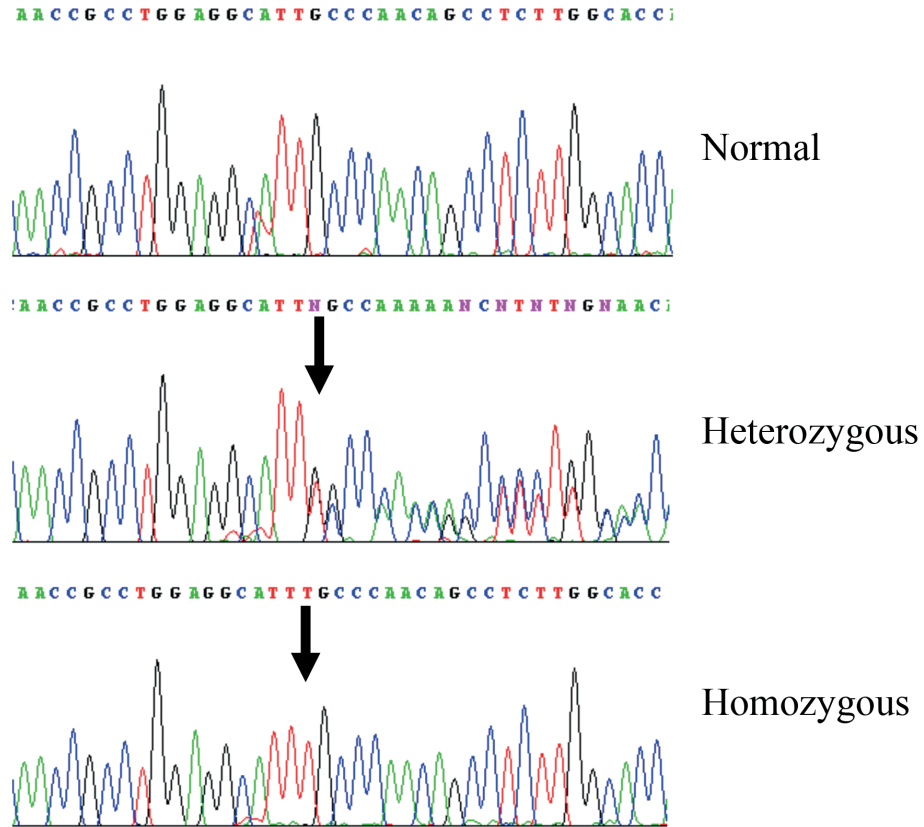 AACCGCCTGGAGGCATTGCCCAACAGCCTCTTGGCACC
Normal
AACCGCCTGGAGGCATTNGCCAAAAANCNTNTNGNAAC
Heterozygous
AACCGCCTGGAGGCATTTGCCCAACAGCCTCTTGGCACC
Homozygous